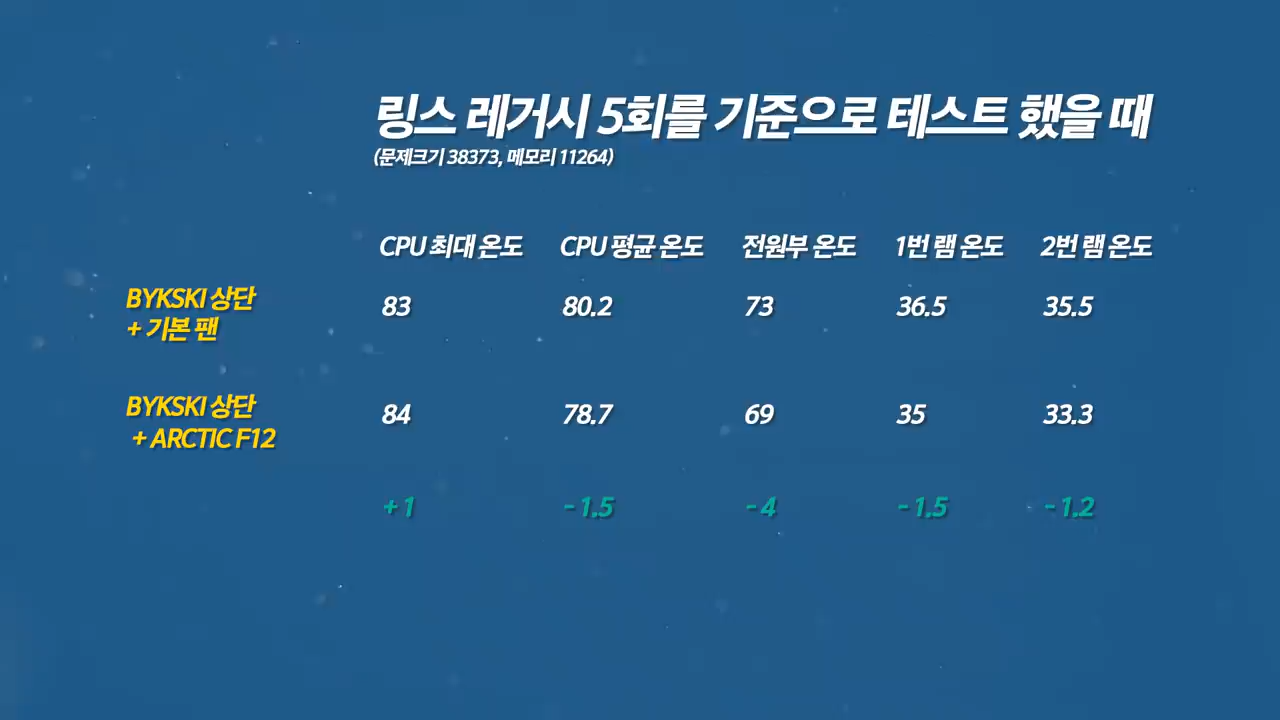 링스 레거시 5회를 기준으로 테스트 했을 때
(문제크기 38373, 메모리 11264)
CPU 최대 온도 CPU 평균 온도 전원부 온도 1번 램 온도 2번 램 온도
BYKSKI 상단
+ 기본 팬
83 80.2 73 36.5 35.5
BYKSKI 상단
+ ARCTIC F12
84 78.7 69 35 33.3
+ 1 - 1.5 - 4 - 1.5 - 1.2